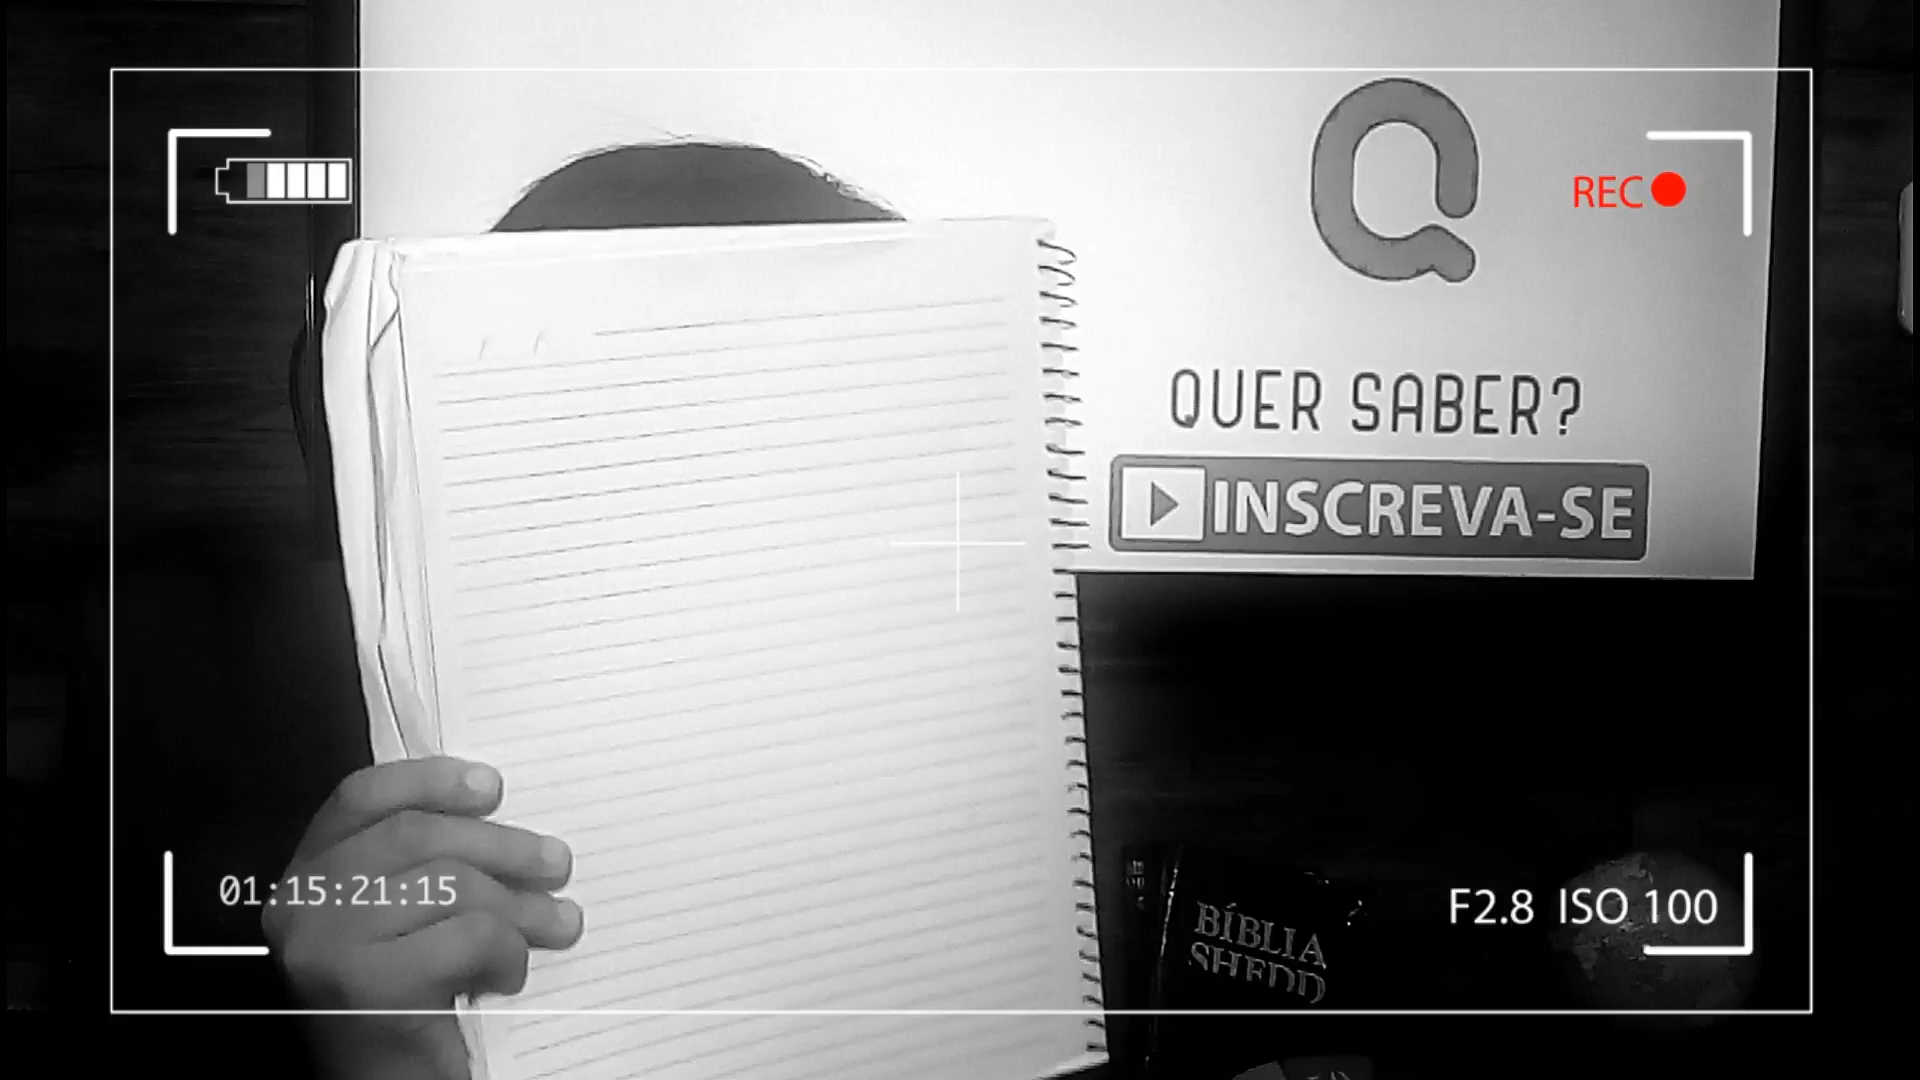 REC
QUER SABER?
INSCREVA-SE
01:15:21:15
F2.8 ISO 100
BÍBLIA
SHEDD